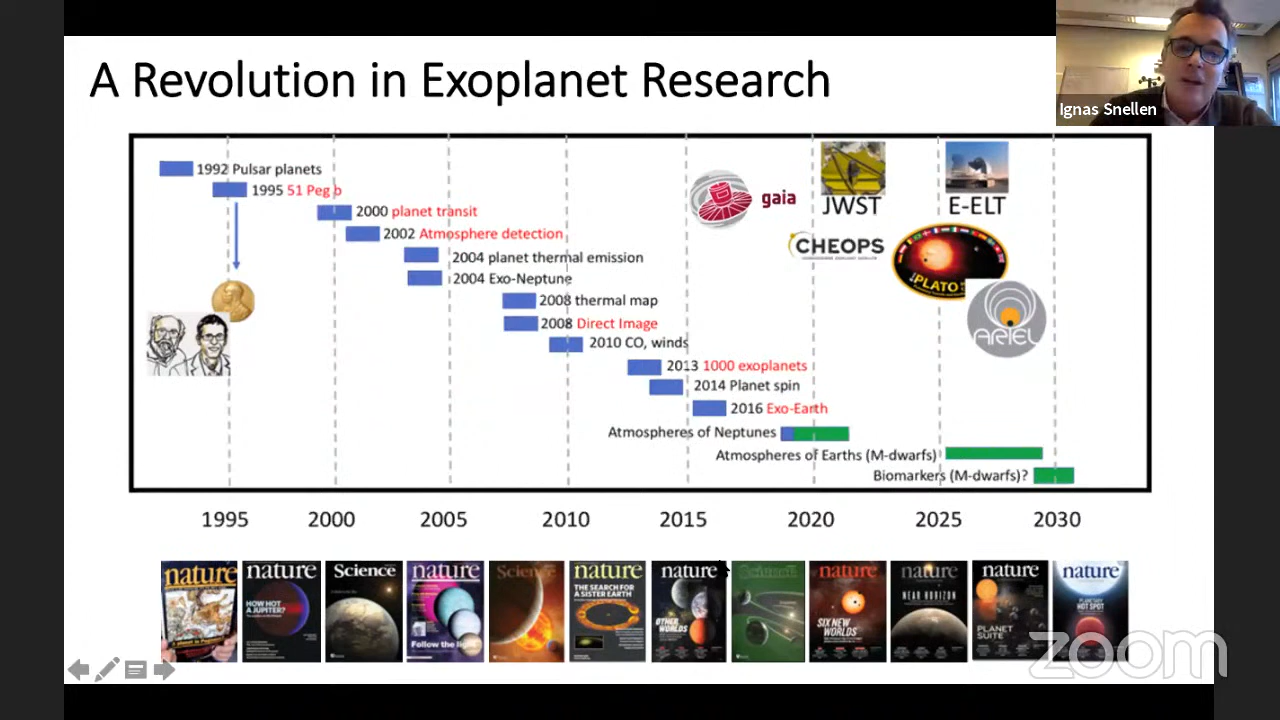 A Revolution in Exoplanet Research
Ignas Snellen
1992 Pulsar planets
1995 51 Peg b
2000 planet transit
2002 Atmosphere detection
2004 planet thermal emission
2004 Exo-Neptune
2008 thermal map
2008 Direct Image
2010 CO, winds
2013 1000 exoplanets
2014 Planet spin
2016 Exo-Earth
Atmospheres of Neptunes
Atmospheres of Earths (M-dwarfs)
Biomarkers (M-dwarfs)?
gaia
JWST
E-ELT
CHEOPS
PLATO
ARIEL
1995 2000 2005 2010 2015 2020 2025 2030
nature
nature
HOW HOT
A JUPITER?
Science
nature
Follow the light
Science
nature
THE SEARCH FOR
A SISTER EARTH
nature
OTHER
WORLDS
Science
nature
SIX NEW
WORLDS
nature
NEAR HORIZON
nature
PLANET
SUITE
nature
PLANETARY
HOT SPOT
zoom